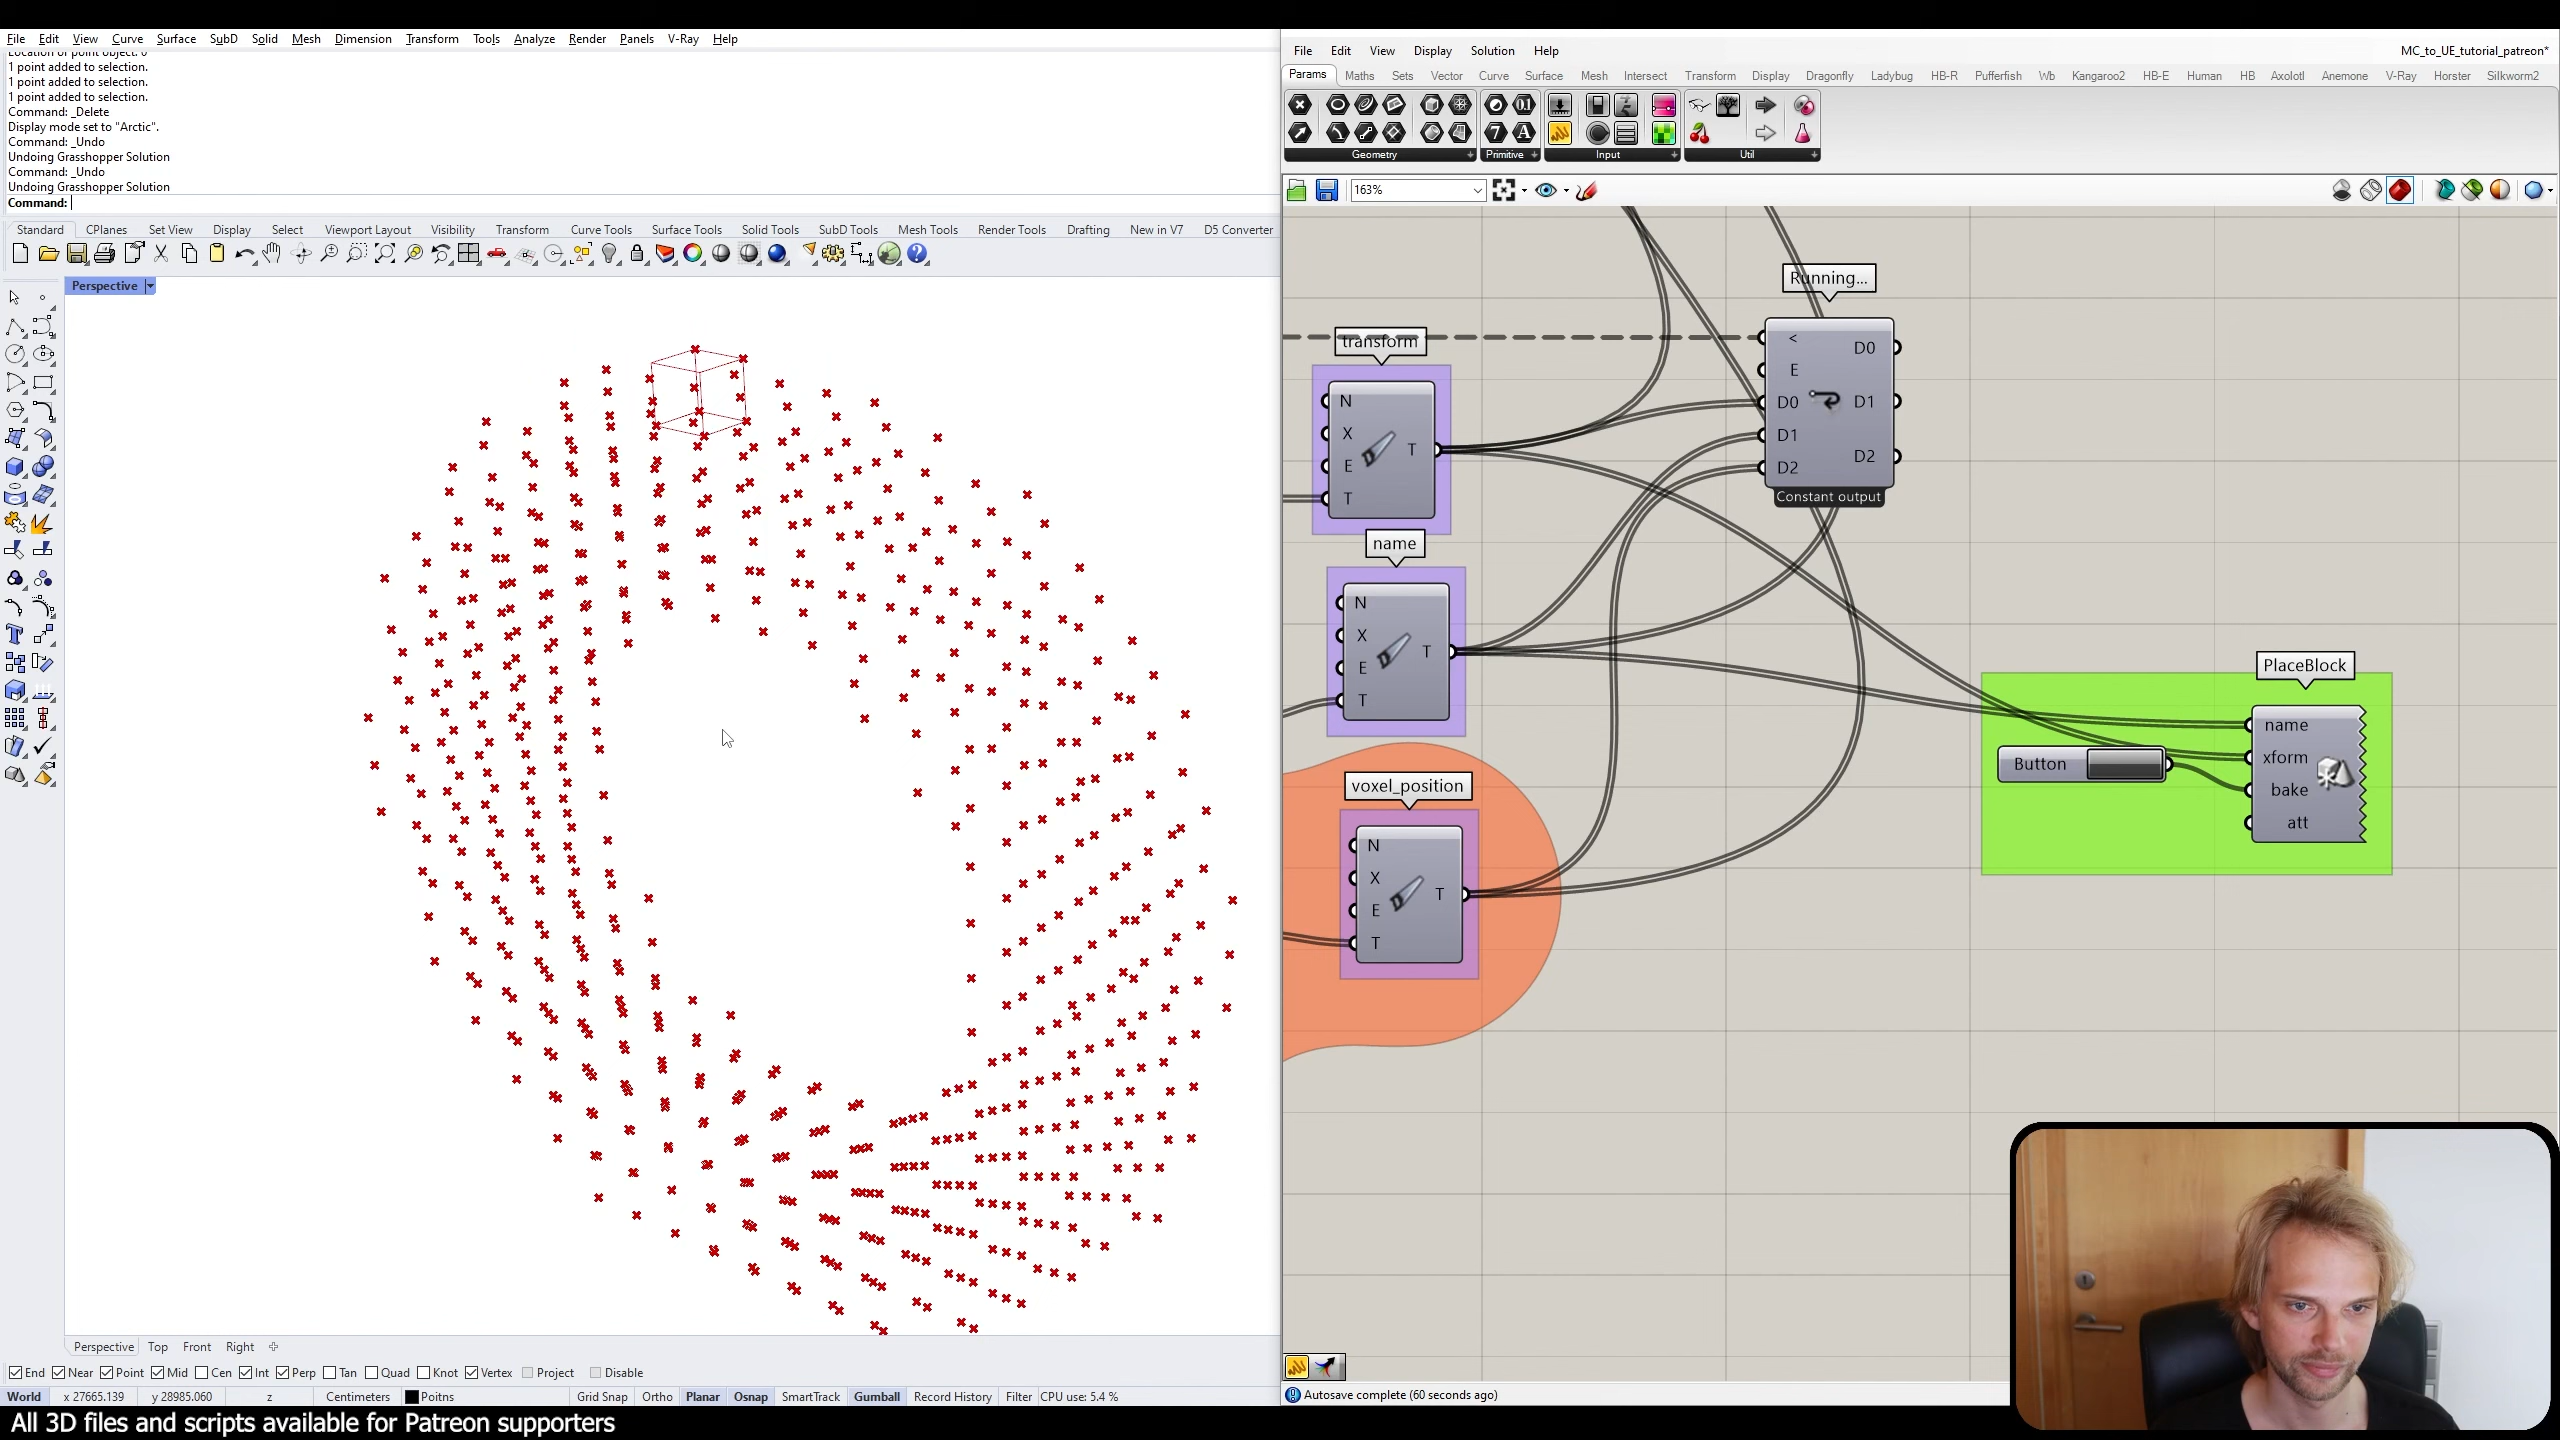 File Edit View Curve Surface SubD Solid Mesh Dimension Transform Tools Analyze Render Panels V-Ray Help
Location of point object: 0
1 point added to selection.
1 point added to selection.
1 point added to selection.
Command: _Delete
Display mode set to "Arctic".
Command: _Undo
Undoing Grasshopper Solution
Command: _Undo
Undoing Grasshopper Solution
Command:
Standard CPlanes Set View Display Select Viewport Layout Visibility Transform Curve Tools Surface Tools Solid Tools SubD Tools Mesh Tools Render Tools Drafting New in V7 D5 Converter
Perspective
Perspective Top Front Right
End Near Point Mid Cen Int Perp Tan Quad Knot Vertex Project Disable
World x 27665.139 y 28985.060 z Centimeters Poitns Grid Snap Ortho Planar Osnap SmartTrack Gumball Record History Filter CPU use: 5.4 %
All 3D files and scripts available for Patreon supporters
File Edit View Display Solution Help
MC_to_UE_tutorial_patreon*
Params Maths Sets Vector Curve Surface Mesh Intersect Transform Display Dragonfly Ladybug HB-R Pufferfish Wb Kangaroo2 HB-E Human HB Axolotl Anemone V-Ray Horster Silkworm2
Geometry Primitive Input Util
163%
Running...
< D0
E
D0 D1
D1
D2 D2
Constant output
transform
N
X
E
T
T
name
N
X
E
T
T
voxel_position
N
X
E
T
T
PlaceBlock
name
xform
bake
att
Button
Autosave complete (60 seconds ago)